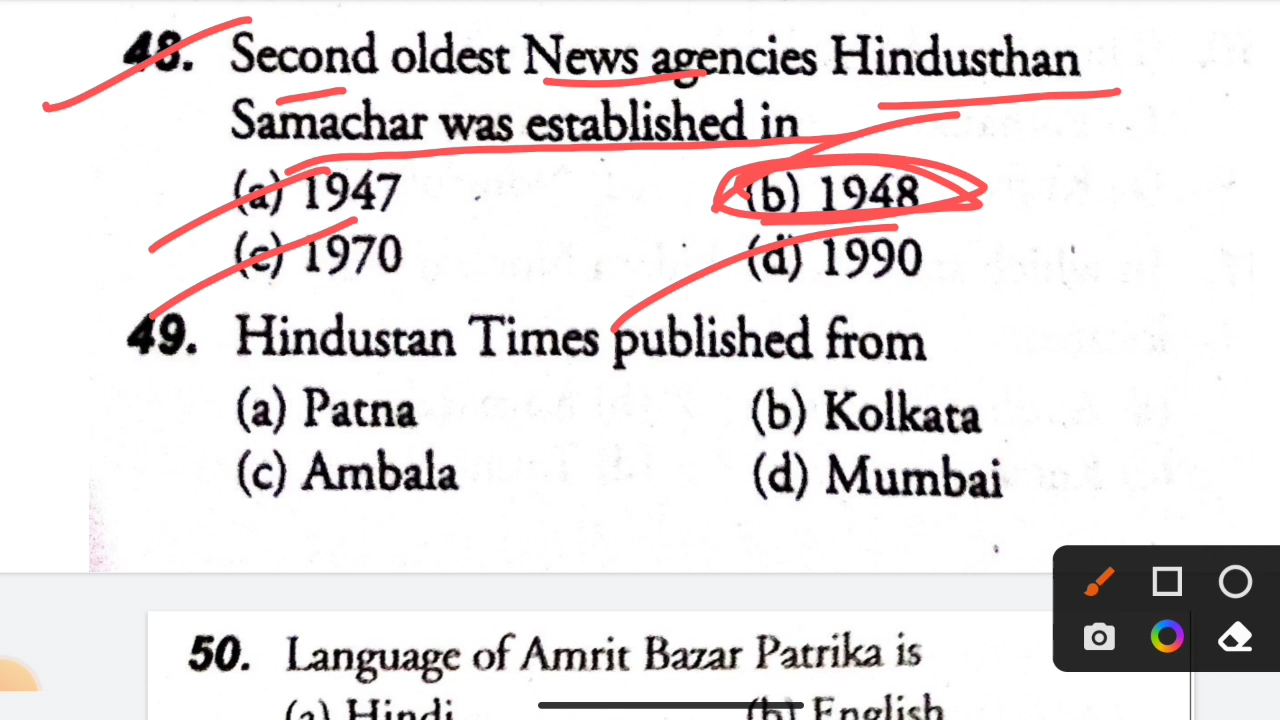 48. Second oldest News agencies Hindusthan
Samachar was established in
(a) 1947 (b) 1948
(c) 1970 (d) 1990
49. Hindustan Times published from
(a) Patna (b) Kolkata
(c) Ambala (d) Mumbai
50. Language of Amrit Bazar Patrika is
(a) Hindi (b) English